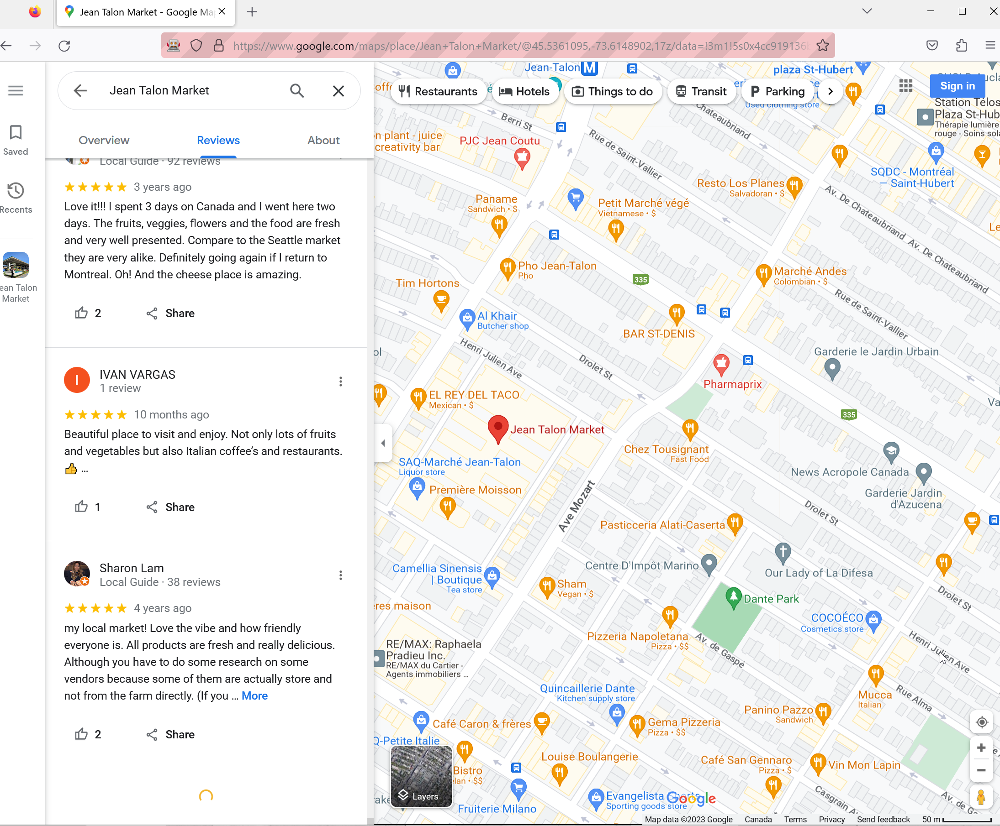 Jean Talon Market - Google Ma
https://www.google.com/maps/place/Jean+Talon+Market/@45.5361095,-73.6148902,17z/data=!3m1!5s0x4cc919136
Saved
Recents
ean Talon
Market
Jean Talon Market
Overview
Reviews
About
Local Guide · 92 reviews
3 years ago
Love it!!! I spent 3 days on Canada and I went here two
days. The fruits, veggies, flowers and the food are fresh
and very well presented. Compare to the Seattle market
they are very alike. Definitely going again if I return to
Montreal. Oh! And the cheese place is amazing.
2
Share
I
IVAN VARGAS
1 review
10 months ago
Beautiful place to visit and enjoy. Not only lots of fruits
and vegetables but also Italian coffee’s and restaurants.
👍 ...
1
Share
Sharon Lam
Local Guide · 38 reviews
4 years ago
my local market! Love the vibe and how friendly
everyone is. All products are fresh and really delicious.
Although you have to do some research on some
vendors because some of them are actually store and
not from the farm directly. (If you … More
2
Share
Jean-Talon
M
plaza St-Hubert
Restaurants
Hotels
Things to do
Transit
P Parking
Sign in
Used clothing store
Station Télos
Plaza St-Hub
Thérapie lumière
rouge - Soins sol
Berri St
Chateaubriand
Rue de Saint-Vallier
on plant - juice
creativity bar
PJC Jean Coutu
SQDC - Montréal
— Saint-Hubert
Resto Los Planes
Salvadoran • $
Av. De Chateaubriand
Av. De Chateaubriand
Le
Paname
Sandwich • $
Petit Marché végé
Vietnamese • $
Pho Jean-Talon
Pho
335
Marché Andes
Colombian • $
Rue de Saint-Vallier
Tim Hortons
Al Khair
Butcher shop
BAR ST-DENIS
ol
Henri Julien Ave
Drolet St
Garderie le Jardin Urbain
Pharmaprix
Va
EL REY DEL TACO
Mexican • $
335
Jean Talon Market
Chez Tousignant
Fast Food
SAQ-Marché Jean-Talon
Liquor store
News Acropole Canada
Première Moisson
Garderie Jardin
d'Azucena
Ave Mozart
Drolet St
Pasticceria Alati-Caserta
Camellia Sinensis
| Boutique
Tea store
Centre D'Impôt Marino
Our Lady of La Difesa
Sham
Vegan • $
Drolet St
Dante Park
ères maison
COCOÉCO
Cosmetics store
Pizzeria Napoletana
Pizza • $$
Av. de Gaspé
Henri Julien Ave
RE/MAX: Raphaela
Pradieu Inc.
RE/MAX du Cartier -
Agents immobiliers ...
Quincaillerie Dante
Kitchen supply store
Mucca
Italian
Rue Alma
Panino Pazzo
Sandwich
Café Caron & frères
Gema Pizzeria
Pizza • $$
Q-Petite Italie
Louise Boulangerie
Café San Gennaro
Pizza • $
Vin Mon Lapin
Bistro
lan • $$
Layers
Fruiterie Milano
Evangelista Sports
Sporting goods store
Google
Casgrain A
Av. de Ga
Map data ©2023 Google
Canada
Terms
Privacy
Send feedback
50 m